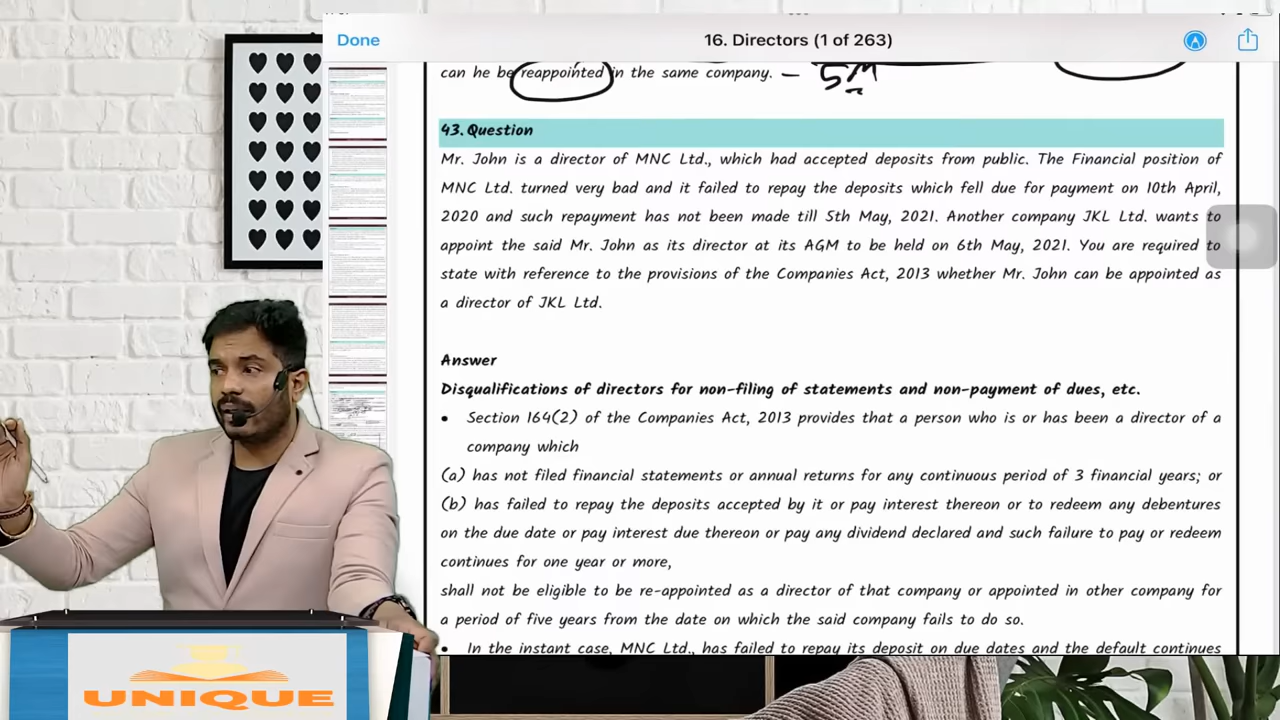 Done
16. Directors (1 of 263)
can he be reappointed in the same company. - 5M
43. Question
Mr. John is a director of MNC Ltd., which had accepted deposits from public. The Financial position of
MNC Ltd. turned very bad and it failed to repay the deposits which fell due for payment on 10th April,
2020 and such repayment has not been made till 5th May, 2021. Another company JKL Ltd. wants to
appoint the said Mr. John as its director at its AGM to be held on 6th May, 2021. You are required to
state with reference to the provisions of the Companies Act, 2013 whether Mr. John can be appointed as
a director of JKL Ltd.
Answer
Disqualifications of directors for non-filing of statements and non-payment of dues, etc.
• Section 164(2) of the Companies Act, 2013 provides that a person who is or has been a director of a
company which
(a) has not filed financial statements or annual returns for any continuous period of 3 financial years; or
(b) has failed to repay the deposits accepted by it or pay interest thereon or to redeem any debentures
on the due date or pay interest due thereon or pay any dividend declared and such failure to pay or redeem
continues for one year or more,
shall not be eligible to be re-appointed as a director of that company or appointed in other company for
a period of five years from the date on which the said company fails to do so.
• In the instant case, MNC Ltd., has failed to repay its deposit on due dates and the default continues
UNIQUE